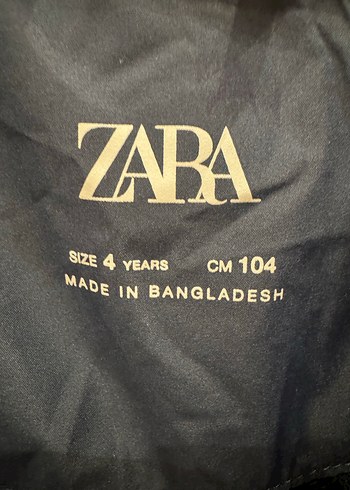 ZARA
SIZE 4 YEARS CM 104
MADE IN BANGLADESH